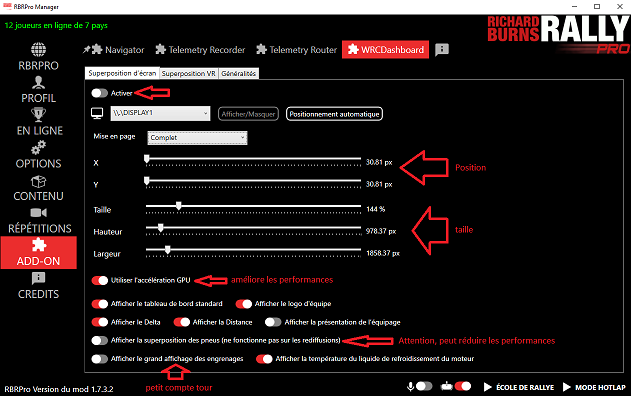 RBRPro Manager
12 joueurs en ligne de 7 pays
RICHARD BURNS RALLY PRO
Navigator
Telemetry Recorder
Telemetry Router
WRCDashboard
RBRPRO
PROFIL
EN LIGNE
OPTIONS
CONTENU
RÉPÉTITIONS
ADD-ON
CREDITS
Superposition d'écran
Superposition VR
Généralités
Activer
\\.\DISPLAY1
Afficher/Masquer
Positionnement automatique
Mise en page
Complet
X
30.81 px
Position
Y
30.81 px
Taille
144 %
Hauteur
978.37 px
taille
Largeur
1858.37 px
Utiliser l'accélération GPU
améliore les performances
Afficher le tableau de bord standard
Afficher le logo d'équipe
Afficher le Delta
Afficher la Distance
Afficher la présentation de l'équipage
Afficher la superposition des pneus (ne fonctionne pas sur les rediffusions)
Attention, peut réduire les performances
Afficher le grand affichage des engrenages
Afficher la température du liquide de refroidissement du moteur
petit compte tour
RBRPro Version du mod 1.7.3.2
ÉCOLE DE RALLYE
MODE HOTLAP